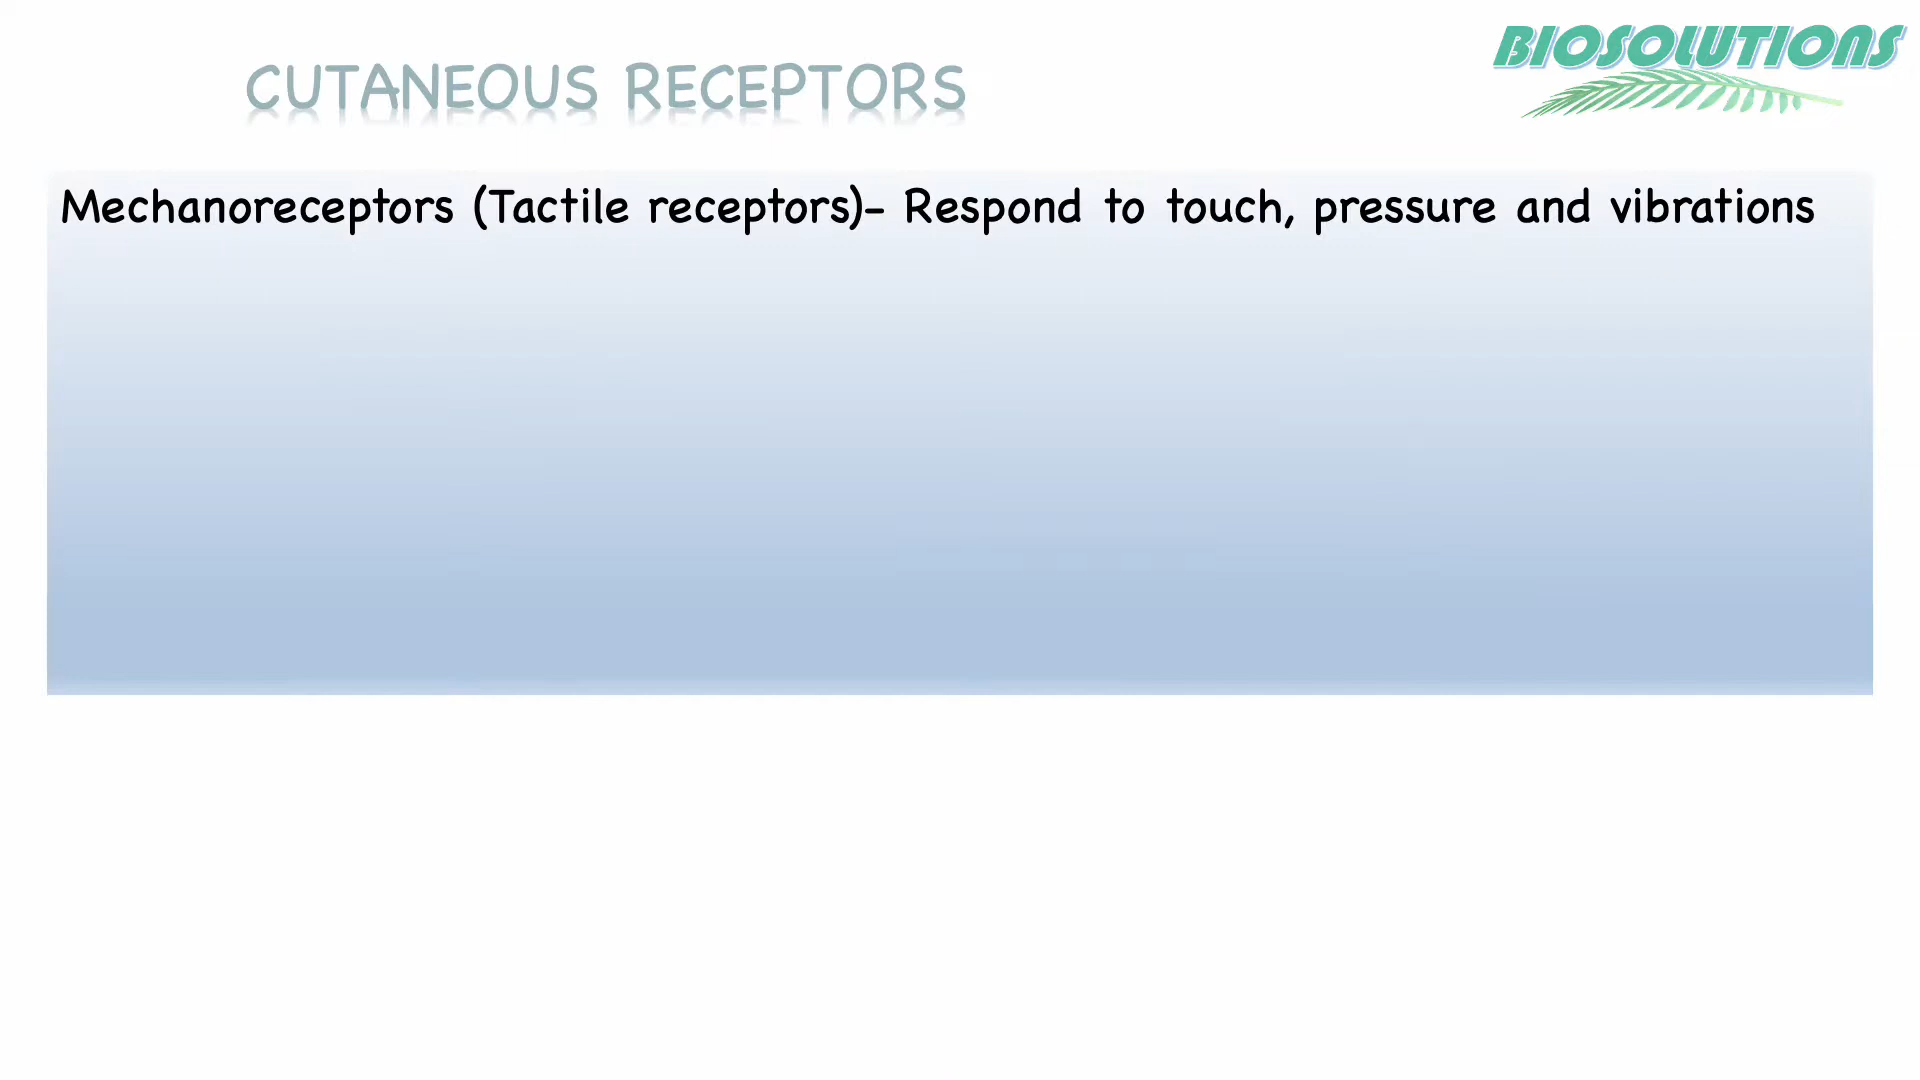 BIOSOLUTIONS
CUTANEOUS RECEPTORS
Mechanoreceptors (Tactile receptors)- Respond to touch, pressure and vibrations